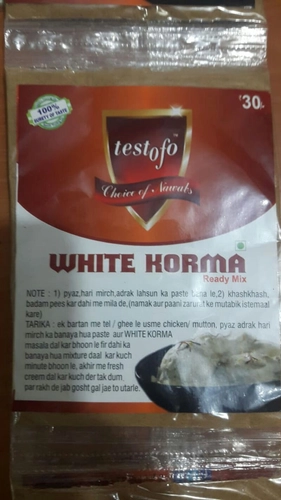 100%
PURITY OF TASTE
testofo
™
Choice of Nawabs
₹30/-
WHITE KORMA
Ready Mix
NOTE : 1) pyaz,hari mirch,adrak lahsun ka paste bana le,2) khashkhash,
badam pees kar dahi me mila de,(namak aur paani zarurat ke mutabik istemaal
kare)
TARIKA : ek bartan me tel / ghee le usme chicken/ mutton, pyaz adrak hari
mirch ka banaya hua paste aur WHITE KORMA
masala dal kar bhoon le fir dahi ka
banaya hua mixture daal kar kuch
minute bhoon le, akhir me fresh
creem dal kar kuch der tak dum
par rakh de jab gosht gal jae to utarle.